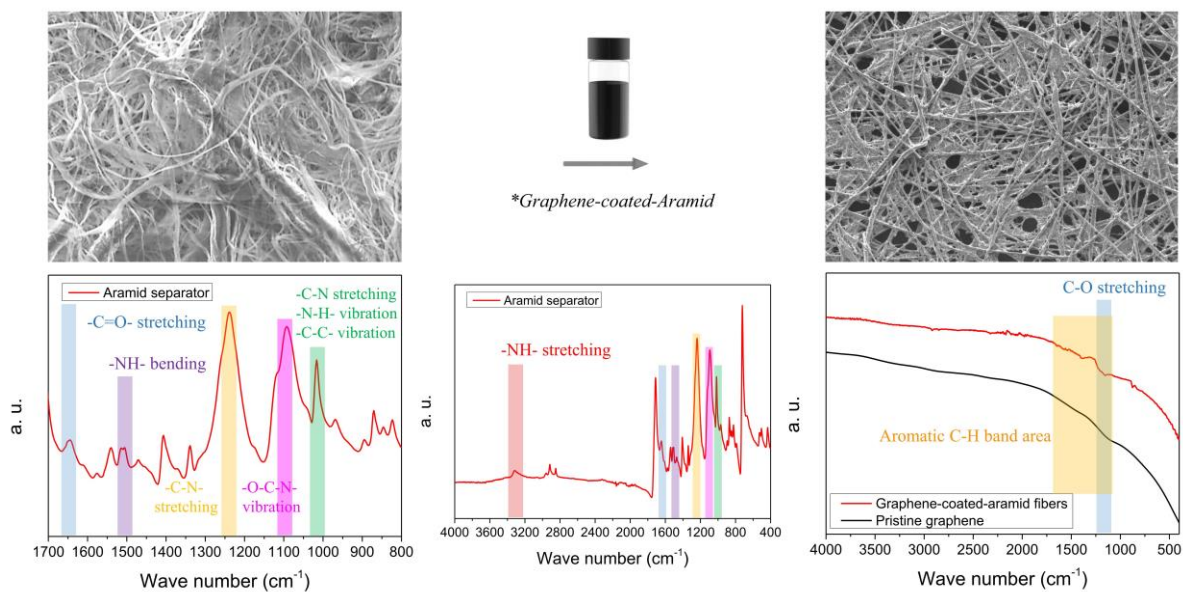 *Graphene-coated-Aramid
Aramid separator
-C=O- stretching
-NH- bending
-C-N-
stretching
-O-C-N-
vibration
-C-N stretching
-N-H- vibration
-C-C- vibration
a. u.
1700 1600 1500 1400 1300 1200 1100 1000 900 800
Wave number (cm⁻¹)
Aramid separator
-NH- stretching
a. u.
4000 3600 3200 2800 2400 2000 1600 1200 800 400
Wave number (cm⁻¹)
C-O stretching
Aromatic C-H band area
Graphene-coated-aramid fibers
Pristine graphene
a. u.
4000 3500 3000 2500 2000 1500 1000 500
Wave number (cm⁻¹)